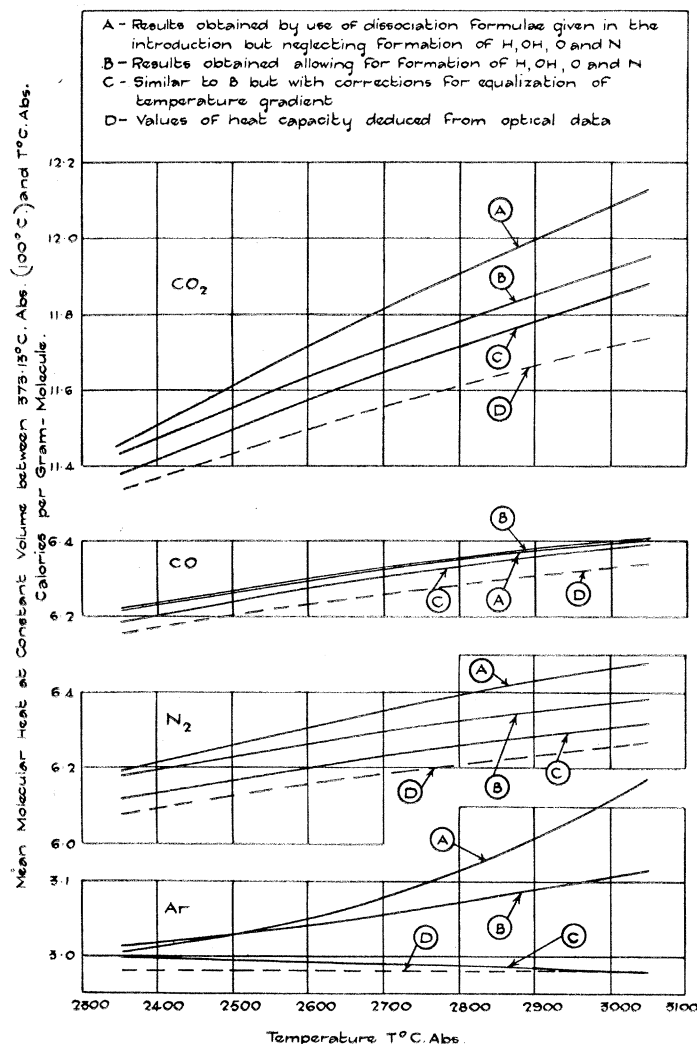 A - Results obtained by use of dissociation formulae given in the
introduction but neglecting formation of H, OH, O and N
B - Results obtained allowing for formation of H, OH, O and N
C - Similar to B but with corrections for equalization of
temperature gradient
D - Values of heat capacity deduced from optical data
Mean Molecular Heat at Constant Volume between 373·13°C. Abs. (100°C.) and T°C. Abs.
Calories per Gram-Molecule.
12·2
12·0
11·8
11·6
11·4
CO2
A
B
C
D
6·4
6·2
CO
B
C
A
D
6·4
6·2
6·0
N2
A
D
B
C
3·1
3·0
Ar
A
B
D
C
2300
2400
2500
2600
2700
2800
2900
3000
3100
Temperature T°C. Abs.